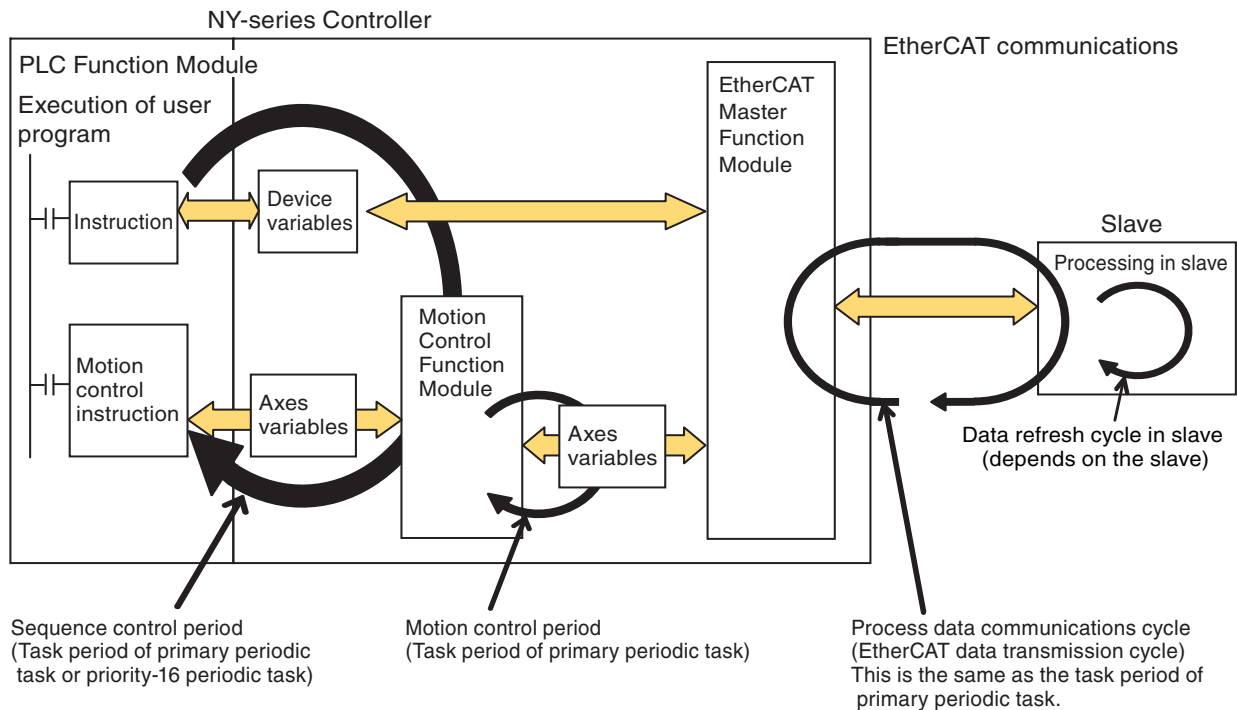 NY-series Controller
EtherCAT communications
PLC Function Module
Execution of user
program
Instruction
Device
variables
EtherCAT
Master
Function
Module
Slave
Processing in slave
Motion
control
instruction
Axes
variables
Motion
Control
Function
Module
Axes
variables
Data refresh cycle in slave
(depends on the slave)
Sequence control period
(Task period of primary periodic
task or priority-16 periodic task)
Motion control period
(Task period of primary periodic task)
Process data communications cycle
(EtherCAT data transmission cycle)
This is the same as the task period of
primary periodic task.